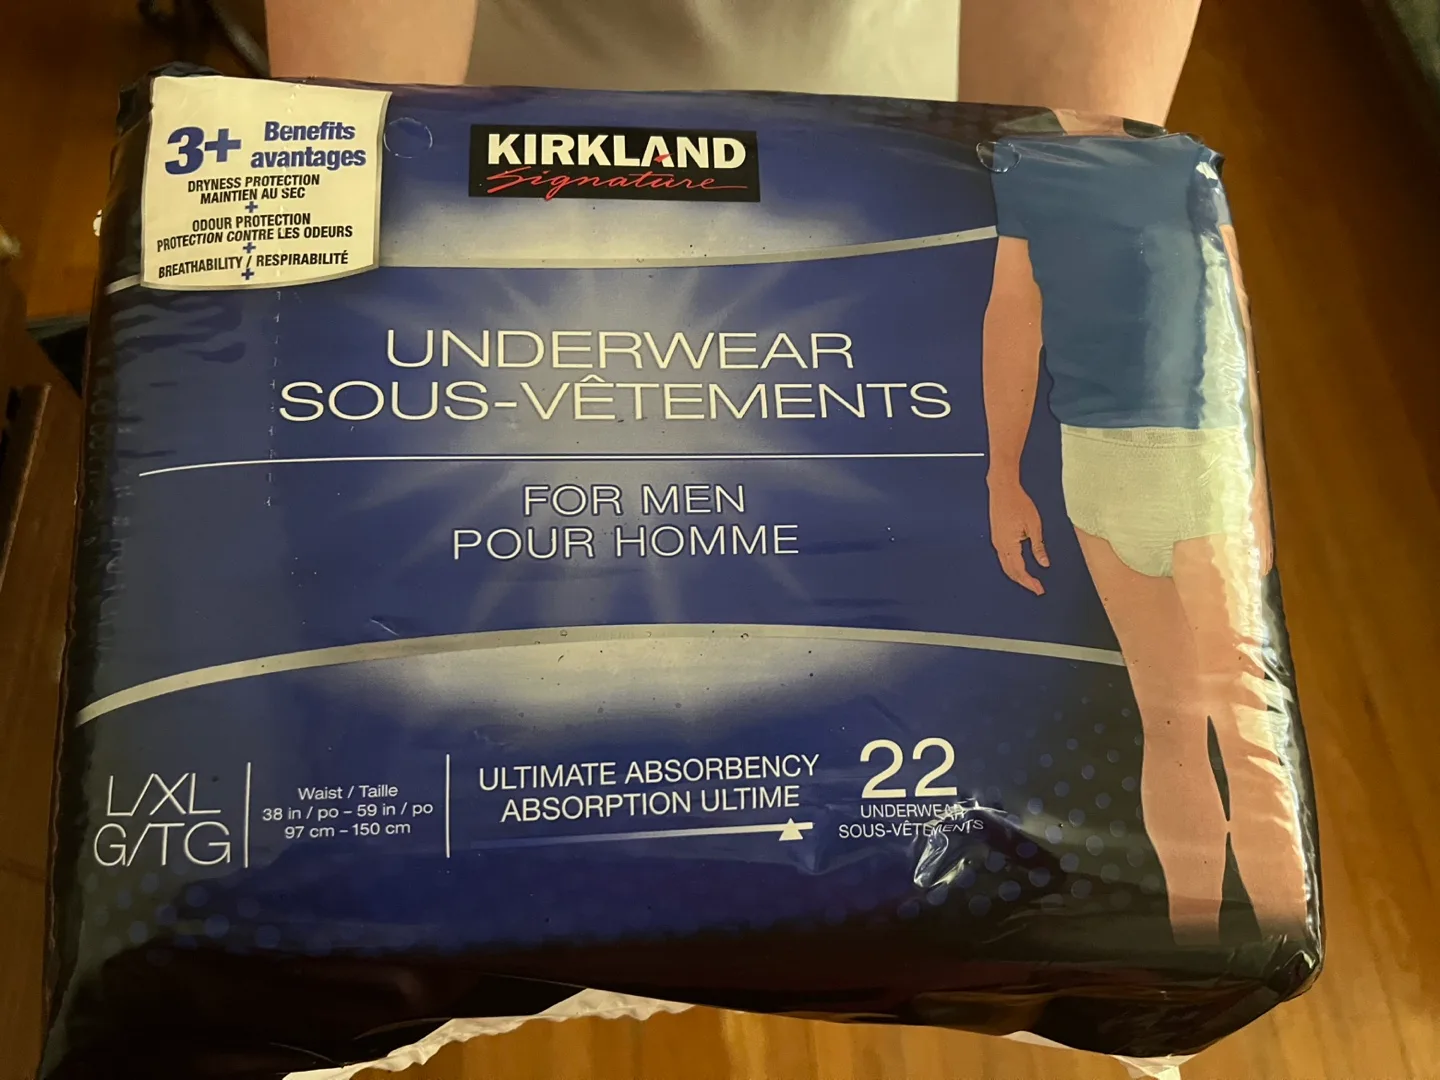 3+ Benefits
avantages
DRYNESS PROTECTION
MAINTIEN AU SEC
+
ODOUR PROTECTION
PROTECTION CONTRE LES ODEURS
+
BREATHABILITY / RESPIRABILITÉ
+
KIRKLAND
Signature
UNDERWEAR
SOUS-VÊTEMENTS
FOR MEN
POUR HOMME
L/XL
G/TG
Waist / Taille
38 in / po – 59 in / po
97 cm – 150 cm
ULTIMATE ABSORBENCY
ABSORPTION ULTIME
22
UNDERWEAR
SOUS-VÊTEMENTS